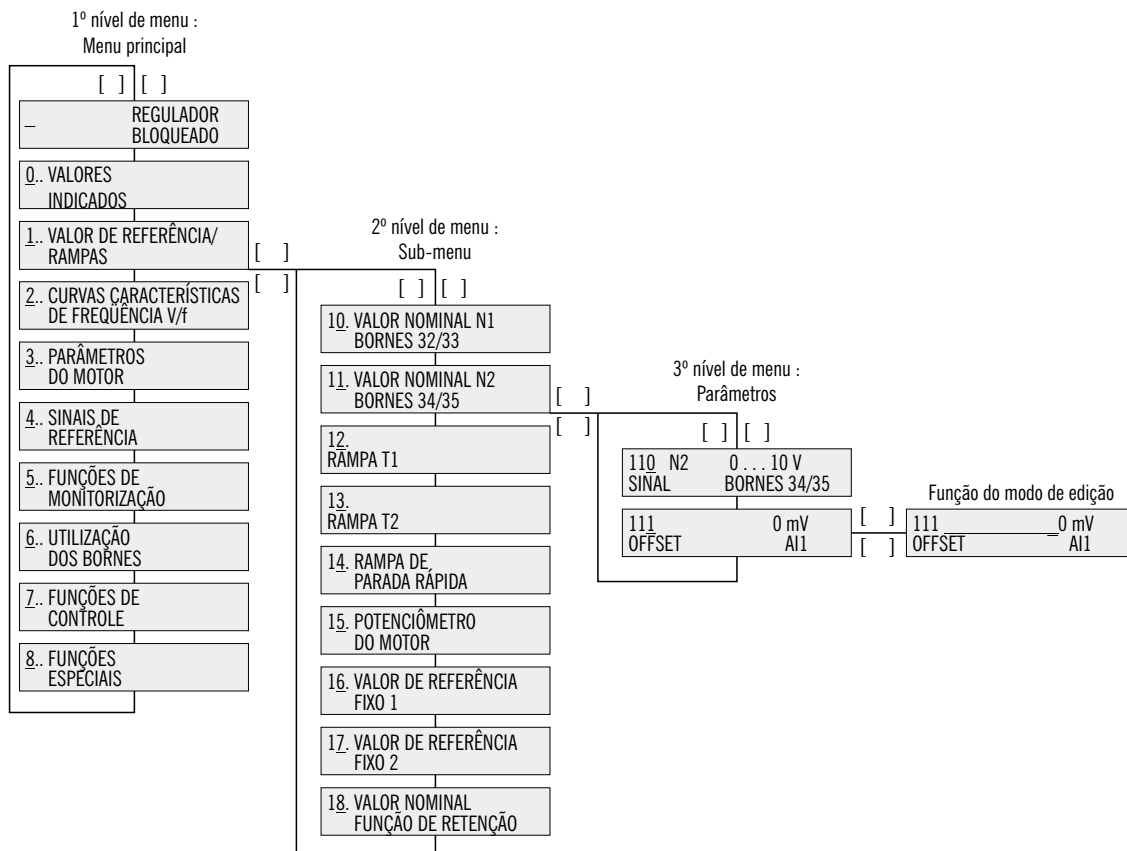 1º nível de menu :
Menu principal
[ ] [ ]
_ REGULADOR
BLOQUEADO
0.. VALORES
INDICADOS
1.. VALOR DE REFERÊNCIA/
RAMPAS
2.. CURVAS CARACTERÍSTICAS
DE FREQÜÊNCIA V/f
3.. PARÂMETROS
DO MOTOR
4.. SINAIS DE
REFERÊNCIA
5.. FUNÇÕES DE
MONITORIZAÇÃO
6.. UTILIZAÇÃO
DOS BORNES
7.. FUNÇÕES DE
CONTROLE
8.. FUNÇÕES
ESPECIAIS
[ ]
[ ]
2º nível de menu :
Sub-menu
[ ] [ ]
10. VALOR NOMINAL N1
BORNES 32/33
11. VALOR NOMINAL N2
BORNES 34/35
12.
RAMPA T1
13.
RAMPA T2
14. RAMPA DE
PARADA RÁPIDA
15. POTENCIÔMETRO
DO MOTOR
16. VALOR DE REFERÊNCIA
FIXO 1
17. VALOR DE REFERÊNCIA
FIXO 2
18. VALOR NOMINAL
FUNÇÃO DE RETENÇÃO
[ ]
[ ]
3º nível de menu :
Parâmetros
[ ] [ ]
110 N2 0 . . . 10 V
SINAL BORNES 34/35
111 0 mV
OFFSET AI1
[ ]
[ ]
Função do modo de edição
111 0 mV
OFFSET AI1